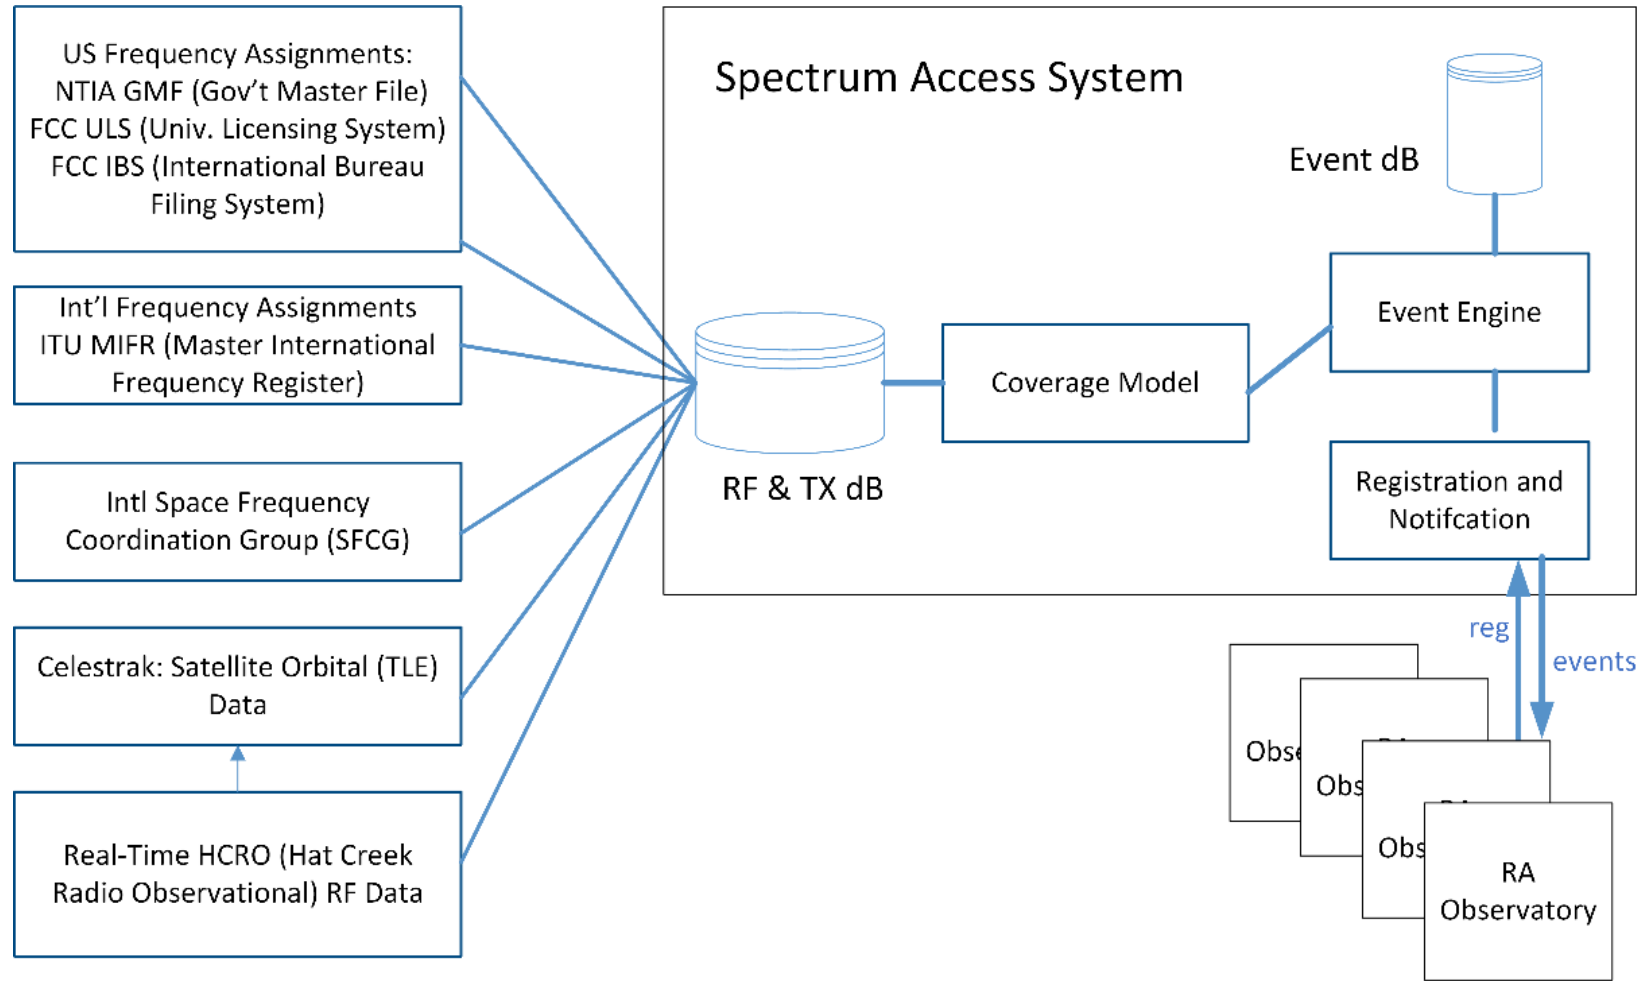 US Frequency Assignments:
NTIA GMF (Gov't Master File)
FCC ULS (Univ. Licensing System)
FCC IBS (International Bureau
Filing System)
Int'l Frequency Assignments
ITU MIFR (Master International
Frequency Register)
Intl Space Frequency
Coordination Group (SFCG)
Celestrak: Satellite Orbital (TLE)
Data
Real-Time HCRO (Hat Creek
Radio Observational) RF Data
Spectrum Access System
Event dB
Event Engine
Coverage Model
RF & TX dB
Registration and
Notifcation
reg
events
Obse
Obs
Obs
RA
Observatory